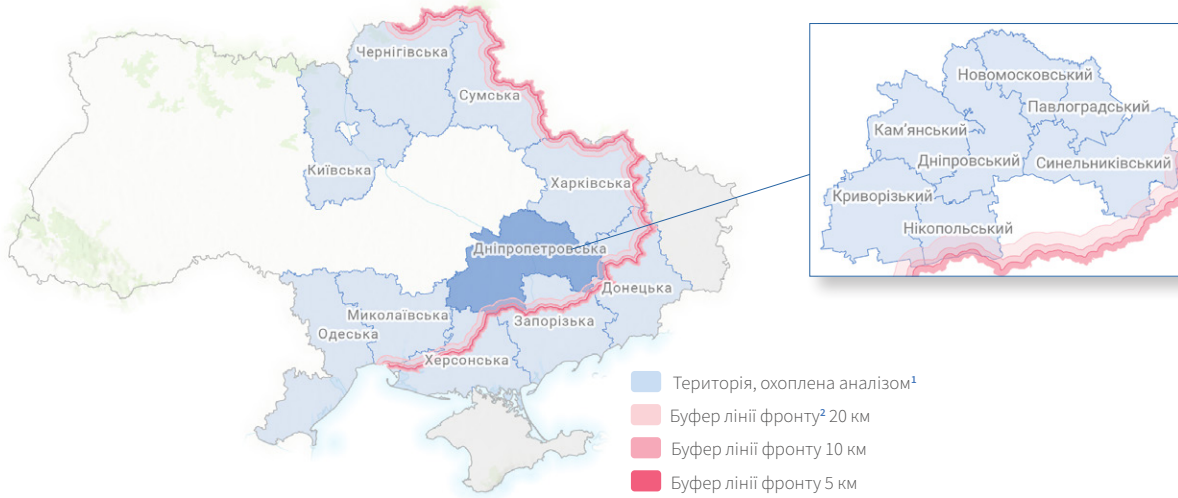 Чернігівська
Сумська
Київська
Харківська
Дніпропетровська
Донецька
Миколаївська
Запорізька
Одеська
Херсонська
Новомосковський
Павлоградський
Кам'янський
Дніпровський
Синельниківський
Криворізький
Нікопольський
Територія, охоплена аналізом¹
Буфер лінії фронту² 20 км
Буфер лінії фронту 10 км
Буфер лінії фронту 5 км